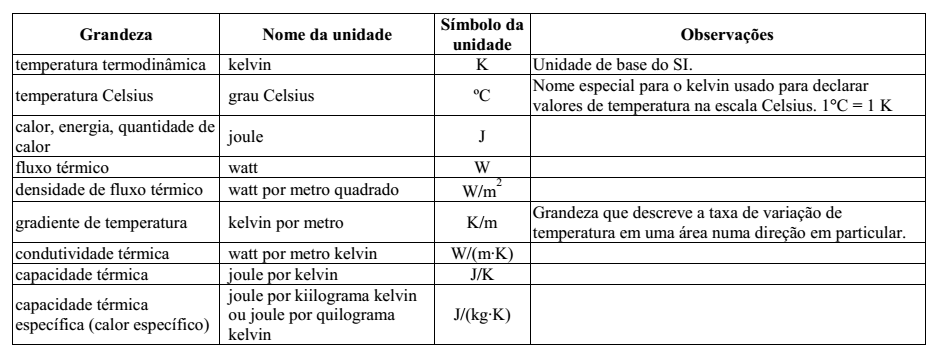 Grandeza Nome da unidade Símbolo da unidade Observações
temperatura termodinâmica kelvin K Unidade de base do SI.
temperatura Celsius grau Celsius ºC Nome especial para o kelvin usado para declarar
valores de temperatura na escala Celsius. 1°C = 1 K
calor, energia, quantidade de
calor joule J
fluxo térmico watt W
densidade de fluxo térmico watt por metro quadrado W/m²
gradiente de temperatura kelvin por metro K/m Grandeza que descreve a taxa de variação de
temperatura em uma área numa direção em particular.
condutividade térmica watt por metro kelvin W/(m·K)
capacidade térmica joule por kelvin J/K
capacidade térmica
específica (calor específico) joule por kiilograma kelvin
ou joule por quilograma
kelvin J/(kg·K)